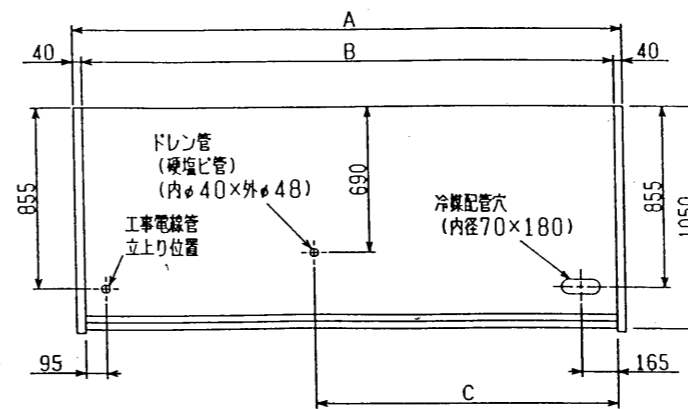 A
40
B
40
ドレン管
(硬塩ビ管)
(内φ40×外φ48)
690
855
工事電線管
立上り位置
冷媒配管穴
(内径70×180)
855
1050
95
165
C